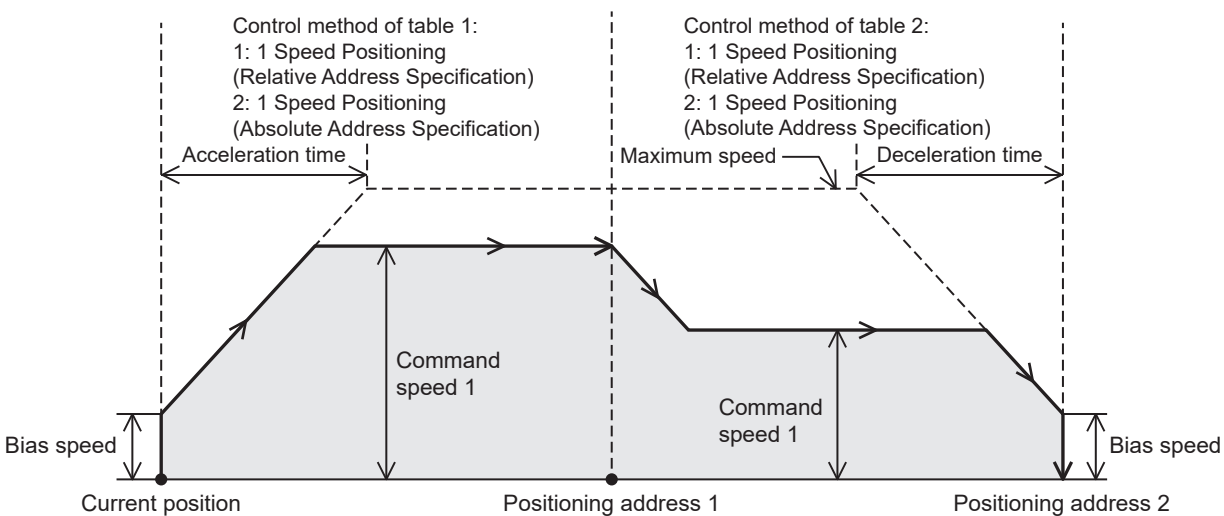 Control method of table 1:
1: 1 Speed Positioning
(Relative Address Specification)
2: 1 Speed Positioning
(Absolute Address Specification)
Control method of table 2:
1: 1 Speed Positioning
(Relative Address Specification)
2: 1 Speed Positioning
(Absolute Address Specification)
Acceleration time
Maximum speed
Deceleration time
Command
speed 1
Command
speed 1
Bias speed
Bias speed
Current position
Positioning address 1
Positioning address 2